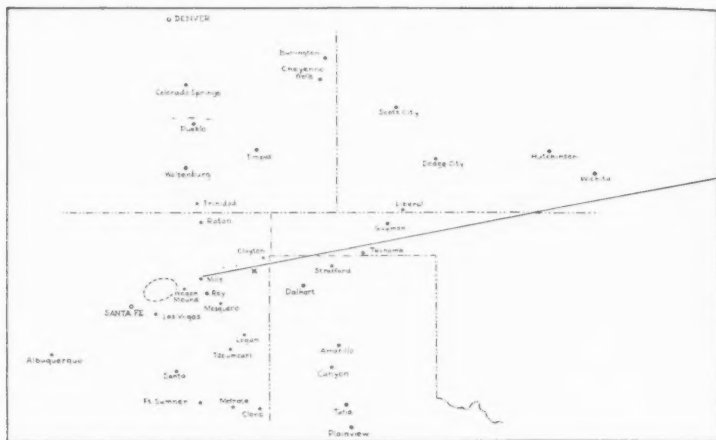 DENVER
Burlington
Cheyenne
Wells
Colorado Springs
Scott City
Pueblo
Timpas
Dodge City
Hutchinson
Walsenburg
Wichita
Trinidad
Liberal
Raton
Guymon
Clayton
Texhoma
Stratford
Mills
Dalhart
Wagon
Mound
Roy
Mosquero
SANTA FE
Las Vegas
Logan
Tucumcari
Amarillo
Albuquerque
Canyon
Santa
Ft. Sumner
Melrose
Clovis
Tulia
Plainview